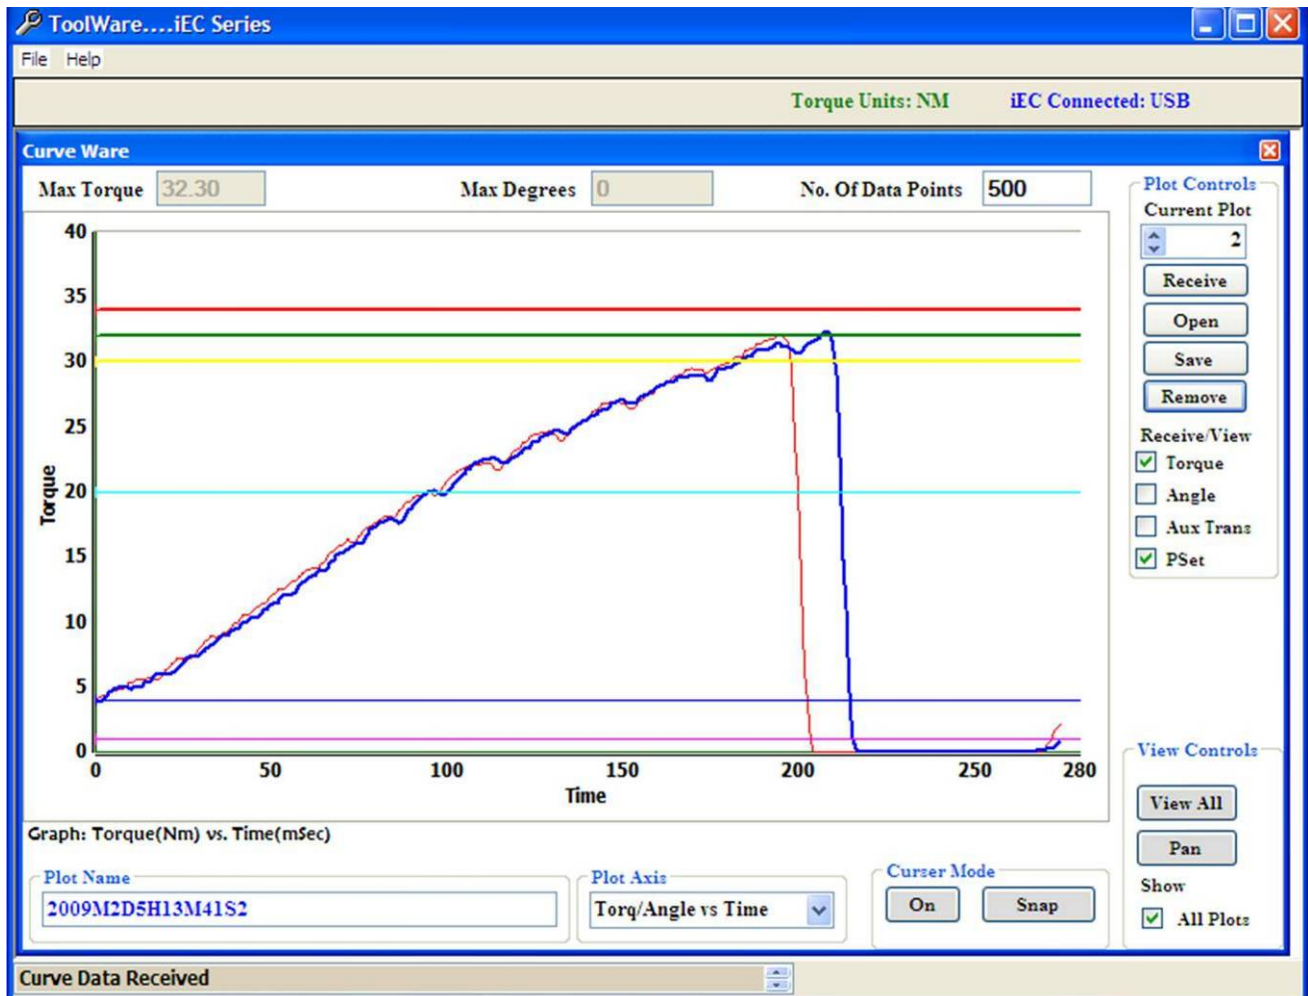 ToolWare....iEC Series
File Help
Torque Units: NM iEC Connected: USB
Curve Ware
Max Torque 32.30 Max Degrees 0 No. Of Data Points 500
Plot Controls
Current Plot
2
Receive
Open
Save
Remove
Receive/View
Torque
Angle
Aux Trans
PSet
40
35
30
25
20
15
10
5
0
Torque
0 50 100 150 200 250 280
Time
Graph: Torque(Nm) vs. Time(mSec)
View Controls
View All
Pan
Show
All Plots
Plot Name
2009M2D5H13M41S2
Plot Axis
Torq/Angle vs Time
Curser Mode
On Snap
Curve Data Received